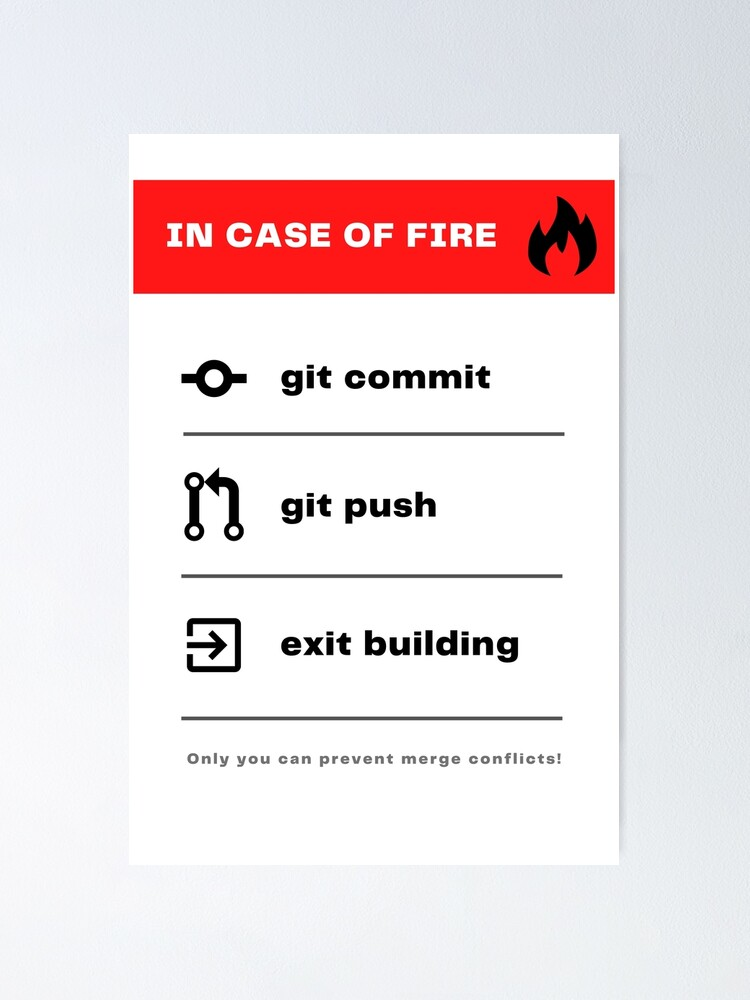 IN CASE OF FIRE
git commit
git push
exit building
Only you can prevent merge conflicts!